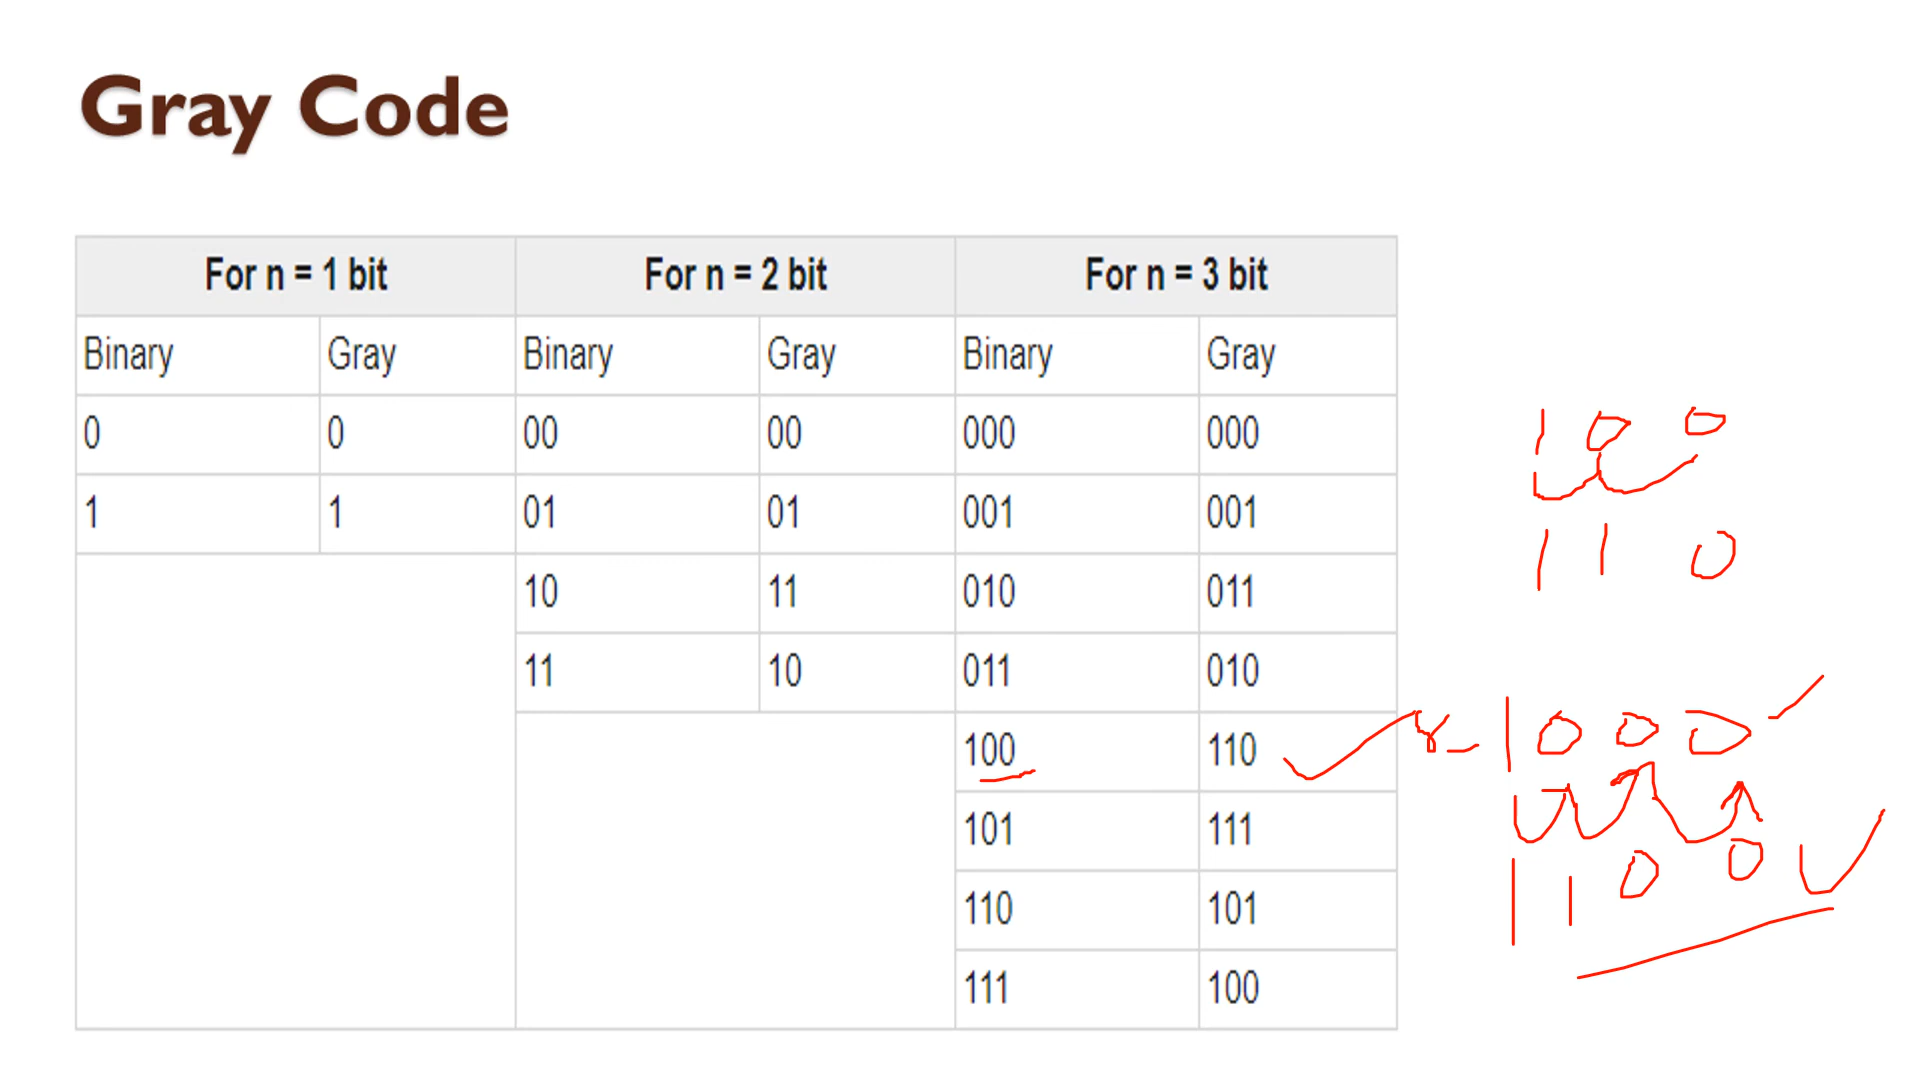 Gray Code
For n = 1 bit For n = 2 bit For n = 3 bit
Binary Gray Binary Gray Binary Gray
0 0 00 00 000 000
1 1 01 01 001 001
10 11 010 011
11 10 011 010
100 110
101 111
110 101
111 100
1 0 0
1 1 0
1 0 0 0
1 1 0 0